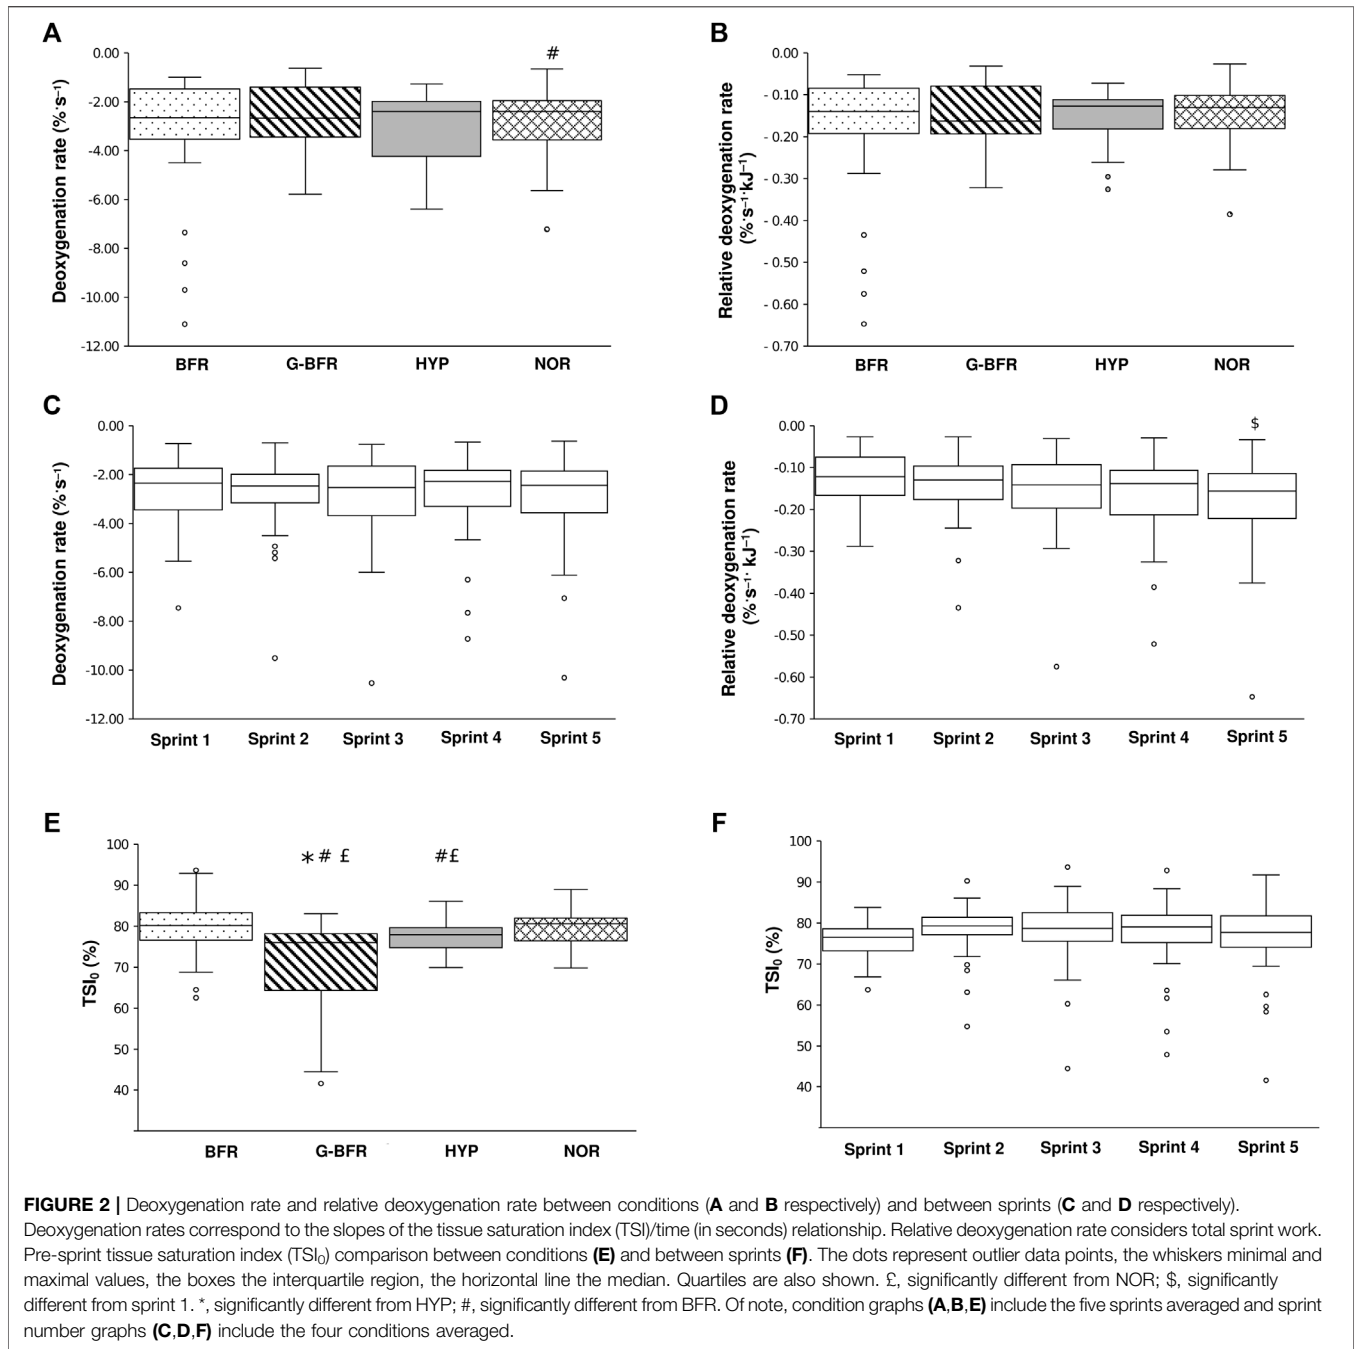 A
Deoxygenation rate (%·s⁻¹)
0.00
-2.00
-4.00
-6.00
-8.00
-10.00
-12.00
#
BFR G-BFR HYP NOR
B
Relative deoxygenation rate
(%·s⁻¹·kJ⁻¹)
0.00
-0.10
-0.20
-0.30
- 0.40
- 0.50
- 0.60
- 0.70
BFR G-BFR HYP NOR
C
Deoxygenation rate (%·s⁻¹)
0.00
-2.00
-4.00
-6.00
-8.00
-10.00
-12.00
Sprint 1 Sprint 2 Sprint 3 Sprint 4 Sprint 5
D
Relative deoxygenation rate
(%·s⁻¹· kJ⁻¹)
0.00
-0.10
-0.20
-0.30
-0.40
-0.50
-0.60
-0.70
$
Sprint 1 Sprint 2 Sprint 3 Sprint 4 Sprint 5
E
TSI₀ (%)
100
90
80
70
60
50
40
* # £
#£
BFR G-BFR HYP NOR
F
TSI₀ (%)
100
90
80
70
60
50
40
Sprint 1 Sprint 2 Sprint 3 Sprint 4 Sprint 5
FIGURE 2 | Deoxygenation rate and relative deoxygenation rate between conditions (A and B respectively) and between sprints (C and D respectively).
Deoxygenation rates correspond to the slopes of the tissue saturation index (TSI)/time (in seconds) relationship. Relative deoxygenation rate considers total sprint work.
Pre-sprint tissue saturation index (TSI₀) comparison between conditions (E) and between sprints (F). The dots represent outlier data points, the whiskers minimal and
maximal values, the boxes the interquartile region, the horizontal line the median. Quartiles are also shown. £, significantly different from NOR; $, significantly
different from sprint 1. *, significantly different from HYP; #, significantly different from BFR. Of note, condition graphs (A,B,E) include the five sprints averaged and sprint
number graphs (C,D,F) include the four conditions averaged.